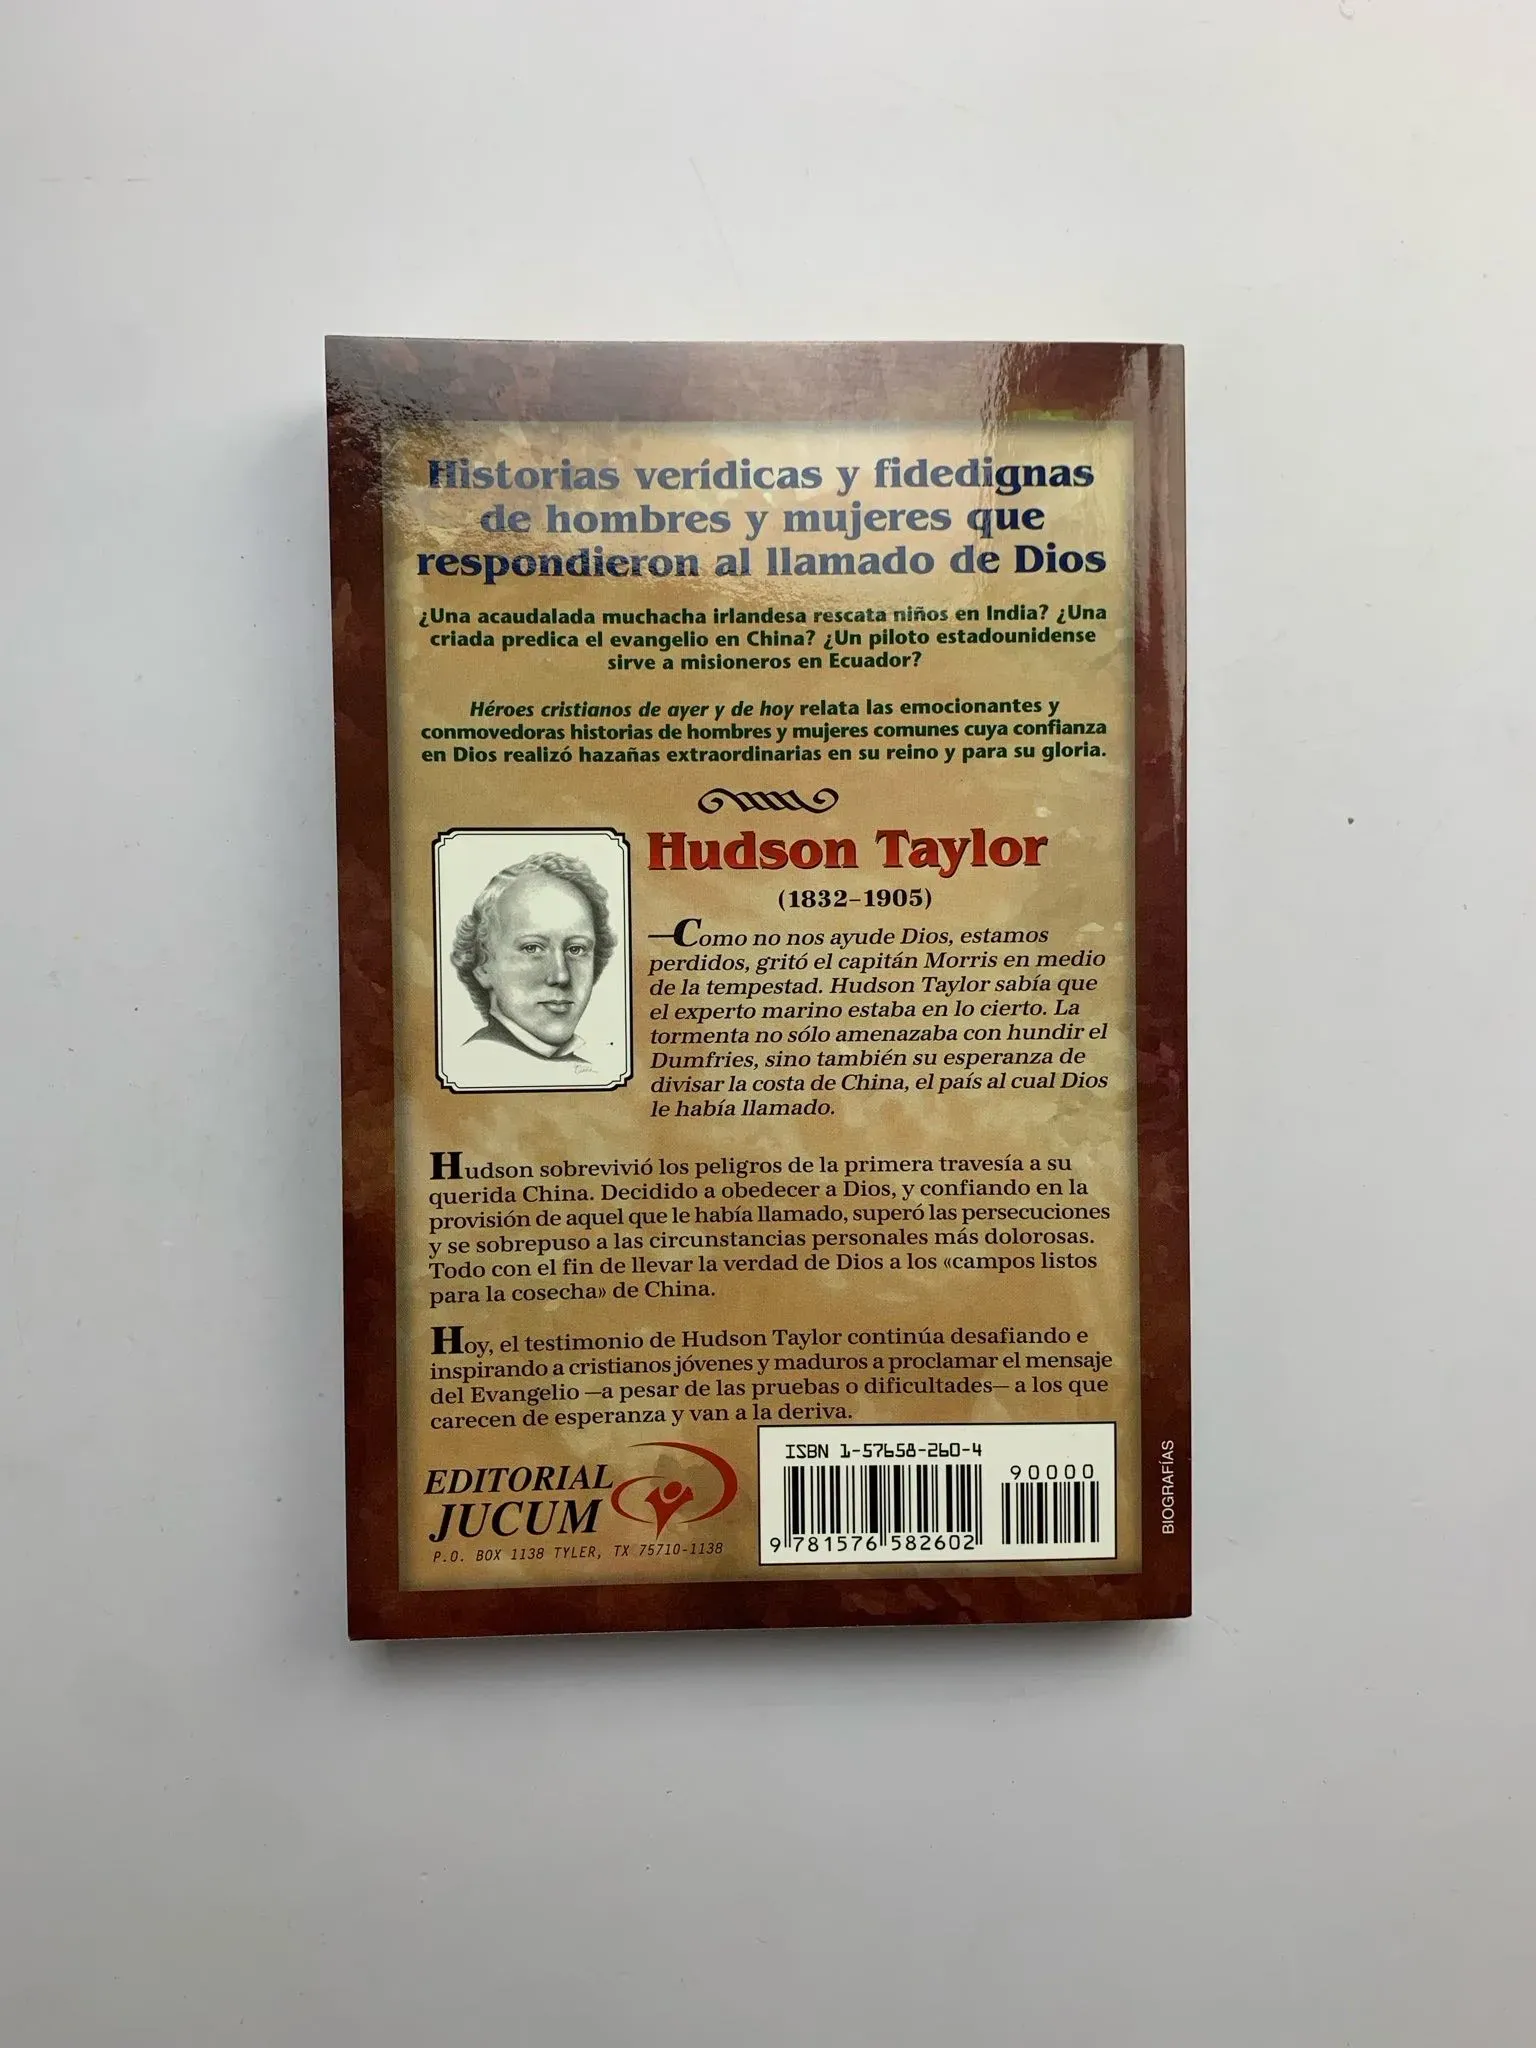 Historias verídicas y fidedignas
de hombres y mujeres que
respondieron al llamado de Dios
¿Una acaudalada muchacha irlandesa rescata niños en India? ¿Una
criada predica el evangelio en China? ¿Un piloto estadounidense
sirve a misioneros en Ecuador?
Héroes cristianos de ayer y de hoy relata las emocionantes y
conmovedoras historias de hombres y mujeres comunes cuya confianza
en Dios realizó hazañas extraordinarias en su reino y para su gloria.
Hudson Taylor
(1832–1905)
—Como no nos ayude Dios, estamos
perdidos, gritó el capitán Morris en medio
de la tempestad. Hudson Taylor sabía que
el experto marino estaba en lo cierto. La
tormenta no sólo amenazaba con hundir el
Dumfries, sino también su esperanza de
divisar la costa de China, el país al cual Dios
le había llamado.
Hudson sobrevivió los peligros de la primera travesía a su
querida China. Decidido a obedecer a Dios, y confiando en la
provisión de aquel que le había llamado, superó las persecuciones
y se sobrepuso a las circunstancias personales más dolorosas.
Todo con el fin de llevar la verdad de Dios a los «campos listos
para la cosecha» de China.
Hoy, el testimonio de Hudson Taylor continúa desafiando e
inspirando a cristianos jóvenes y maduros a proclamar el mensaje
del Evangelio —a pesar de las pruebas o dificultades— a los que
carecen de esperanza y van a la deriva.
EDITORIAL
JUCUM
P.O. BOX 1138 TYLER, TX 75710-1138
ISBN 1-57658-260-4
90000
9 781576 582602
BIOGRAFÍAS